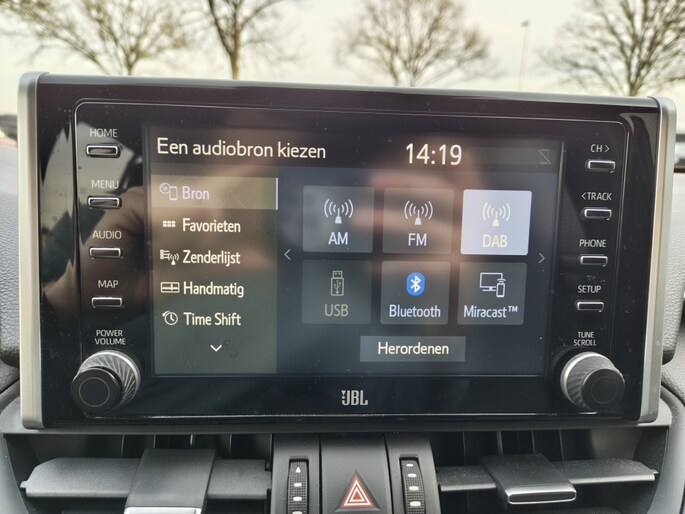 HOME
MENU
AUDIO
MAP
POWER
VOLUME
Een audiobron kiezen 14:19
Bron
Favorieten
Zenderlijst
Handmatig
Time Shift
AM FM DAB
USB Bluetooth Miracast™
Herordenen
CH >
< TRACK
PHONE
SETUP
TUNE
SCROLL
JBL